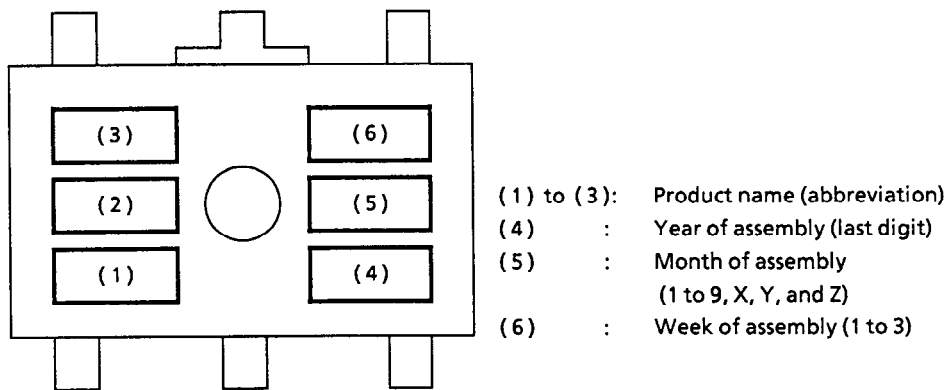 (3) (6)
(2) (5)
(1) (4)
(1) to (3): Product name (abbreviation)
(4) : Year of assembly (last digit)
(5) : Month of assembly
(1 to 9, X, Y, and Z)
(6) : Week of assembly (1 to 3)